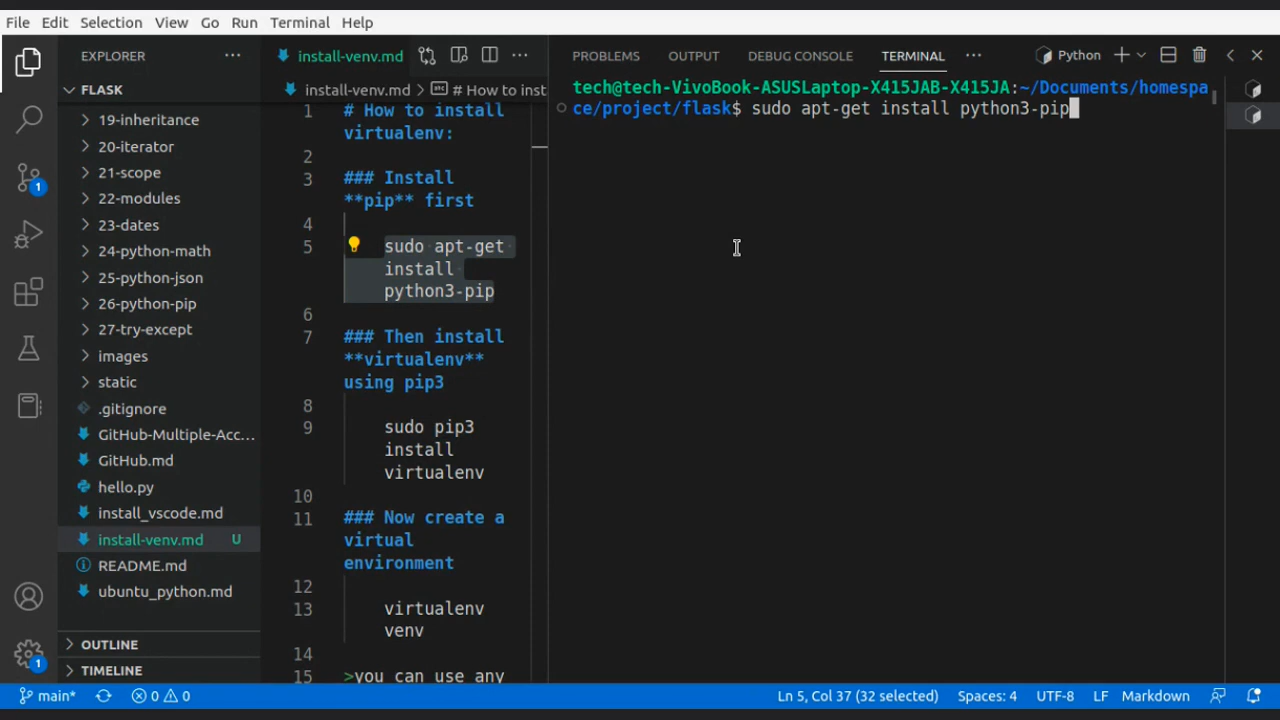 File Edit Selection View Go Run Terminal Help
EXPLORER
FLASK
19-inheritance
20-iterator
21-scope
22-modules
23-dates
24-python-math
25-python-json
26-python-pip
27-try-except
images
static
.gitignore
GitHub-Multiple-Acc...
GitHub.md
hello.py
install_vscode.md
install-venv.md U
README.md
ubuntu_python.md
OUTLINE
TIMELINE
install-venv.md
install-venv.md > # How to inst
1 # How to install
virtualenv:
2
3 ### Install
**pip** first
4
5 sudo apt-get
install
python3-pip
6
7 ### Then install
**virtualenv**
using pip3
8
9 sudo pip3
install
virtualenv
10
11 ### Now create a
virtual
environment
12
13 virtualenv
venv
14
15 >you can use any
PROBLEMS OUTPUT DEBUG CONSOLE TERMINAL ... Python
tech@tech-VivoBook-ASUSLaptop-X415JAB-X415JA:~/Documents/homespa
ce/project/flask$ sudo apt-get install python3-pip
1
1
main* 0 0 Ln 5, Col 37 (32 selected) Spaces: 4 UTF-8 LF Markdown